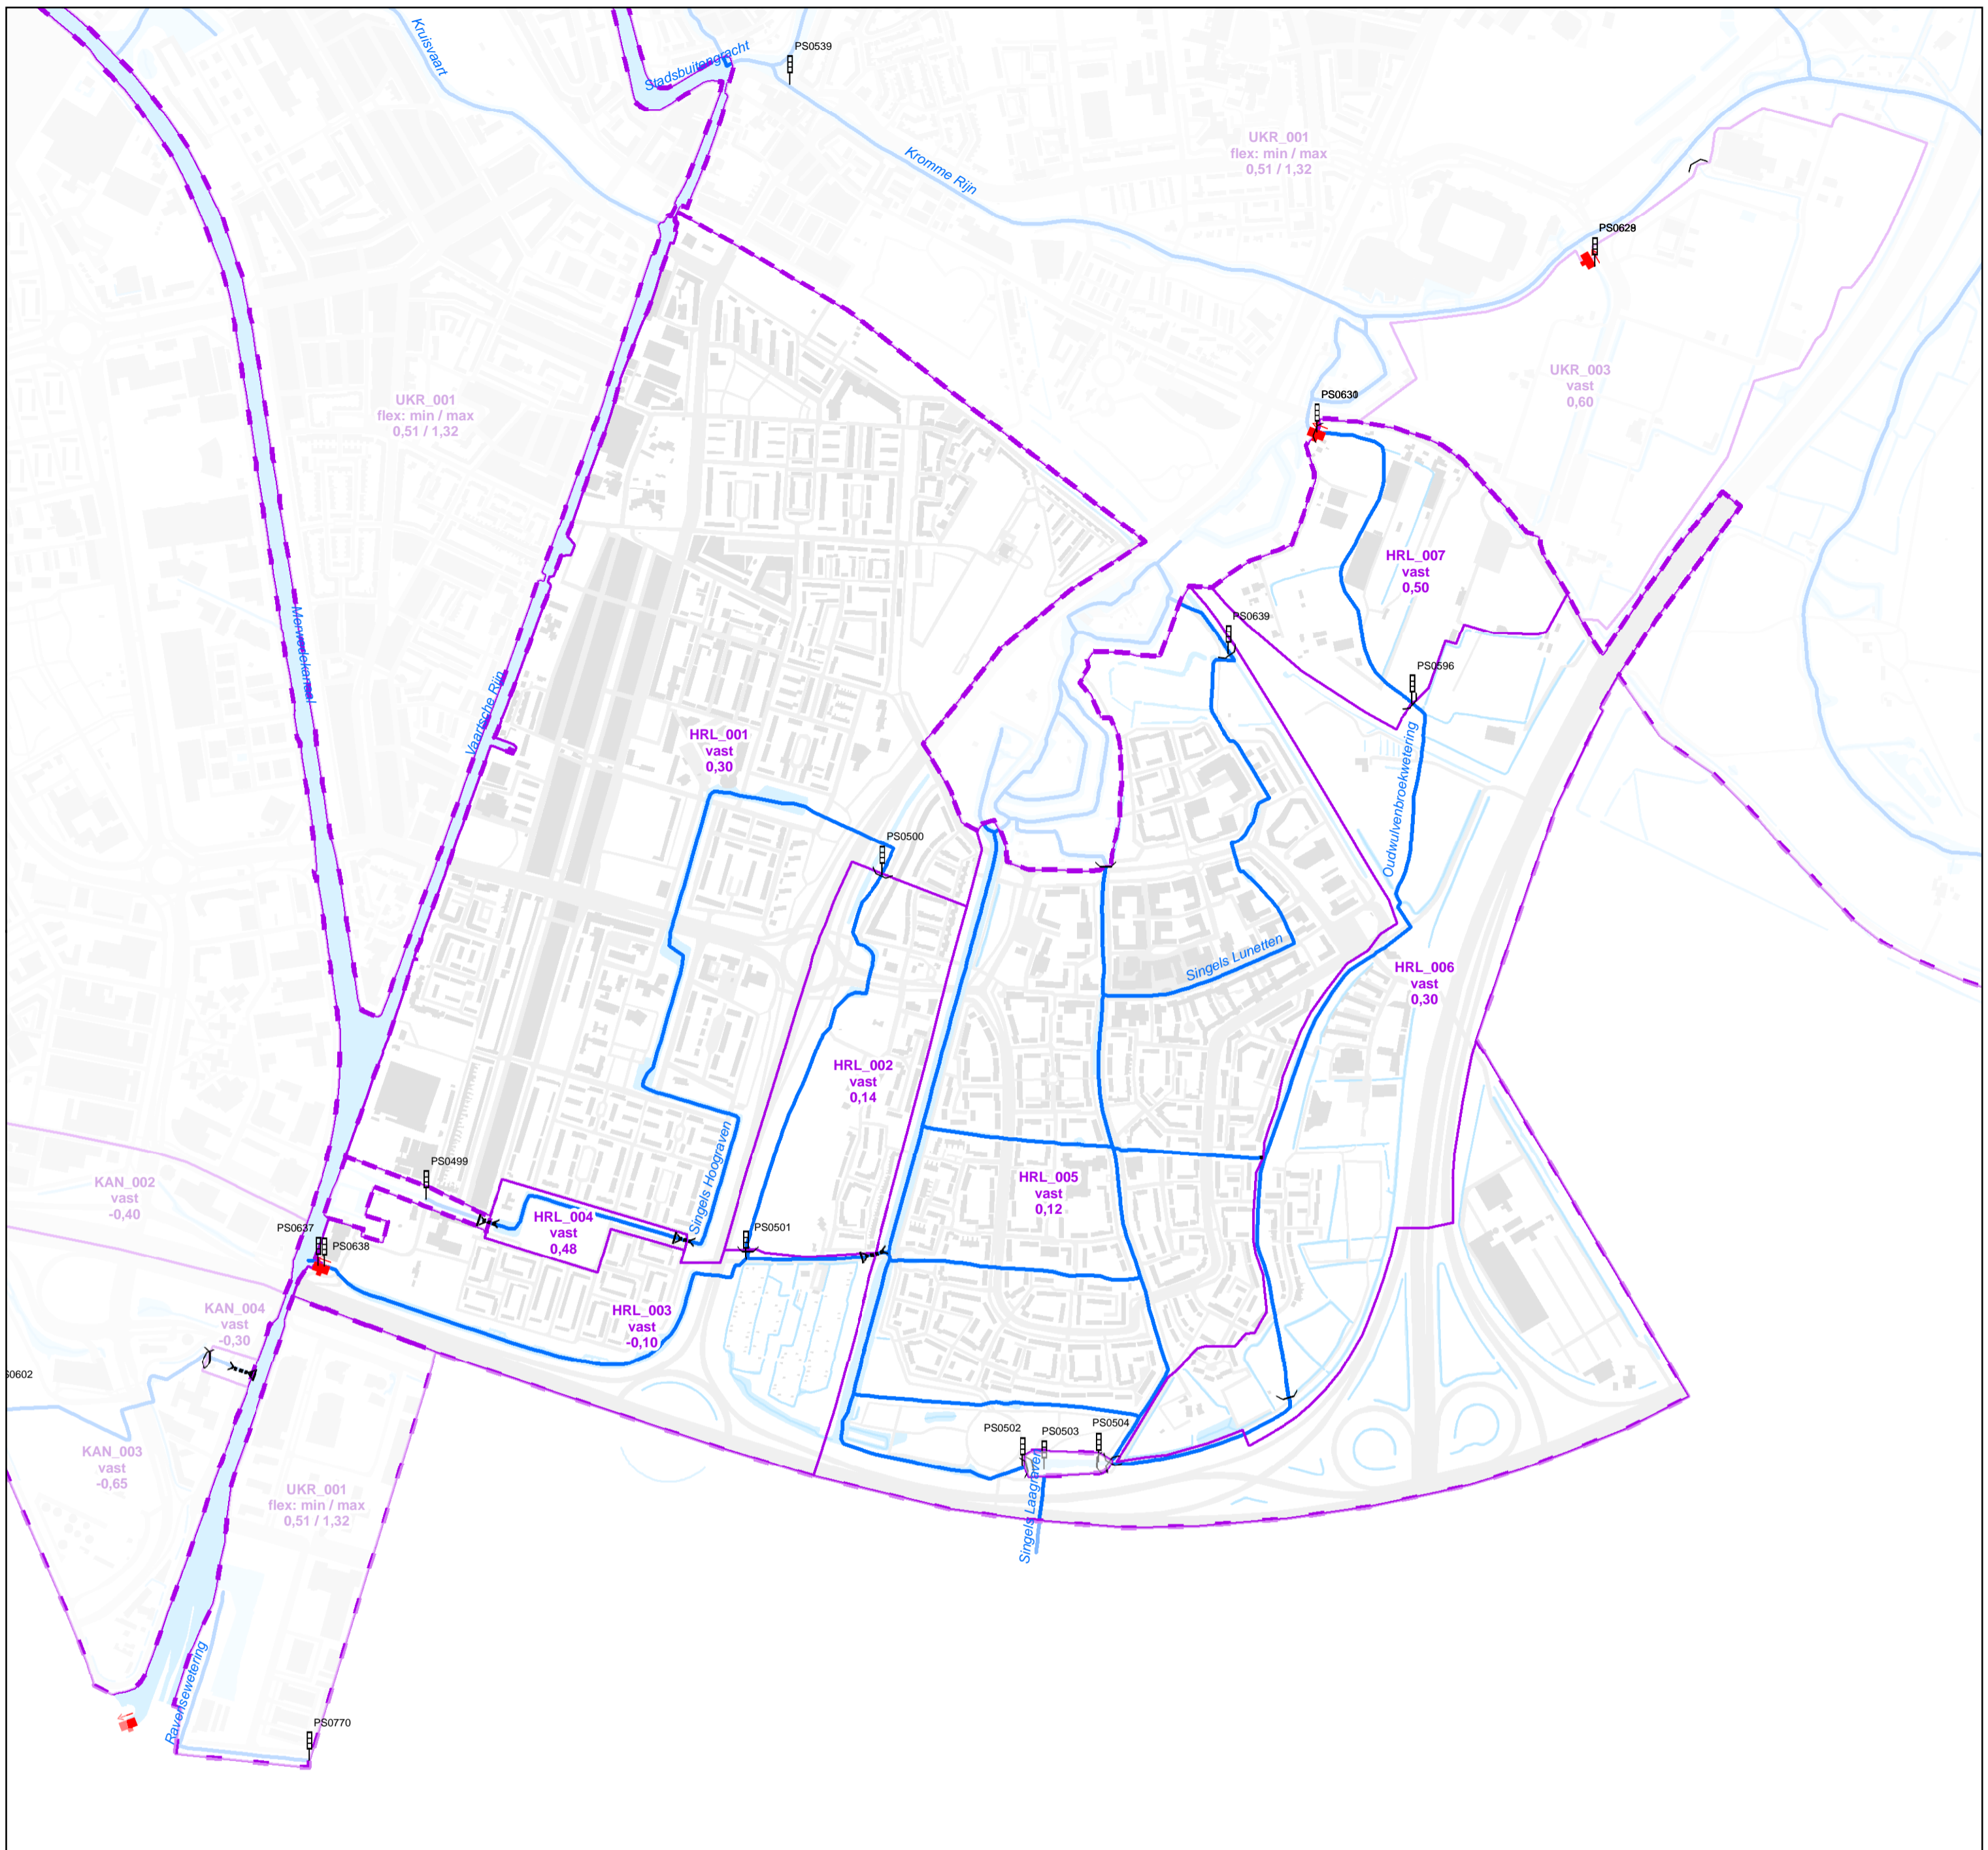 Kruisvaart
Stadsbuitengracht
PS0539
Kromme Rijn
UKR_001
flex: min / max
0,51 / 1,32
PS0628
UKR_003
vast
0,60
UKR_001
flex: min / max
0,51 / 1,32
HRL_007
vast
0,50
PS0639
PS0596
Merwedekanaal
Vaartsche Rijn
HRL_001
vast
0,30
Oudwulvenbroekwetering
PS0500
Singels Lunetten
HRL_006
vast
0,30
HRL_002
vast
0,14
PS0499
Singels Hoograven
HRL_005
vast
0,12
KAN_002
vast
-0,40
HRL_004
vast
0,48
PS0637
PS0638
PS0501
KAN_004
vast
-0,30
HRL_003
vast
-0,10
S0602
PS0502
PS0503
PS0504
KAN_003
vast
-0,65
UKR_001
flex: min / max
0,51 / 1,32
Singels Laagraven
Ravensewetering
PS0770